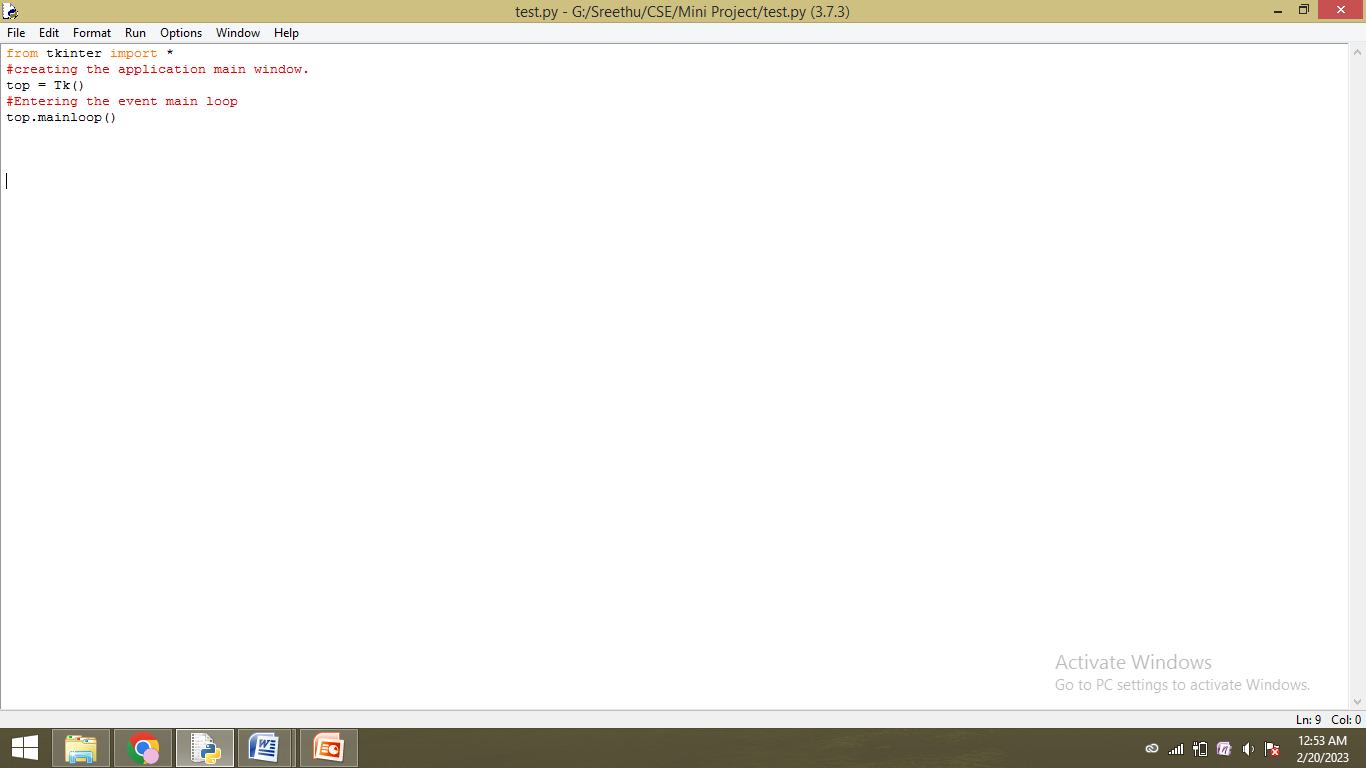 test.py - G:/Sreethu/CSE/Mini Project/test.py (3.7.3)
File Edit Format Run Options Window Help
from tkinter import *
#creating the application main window.
top = Tk()
#Entering the event main loop
top.mainloop()
Activate Windows
Go to PC settings to activate Windows.
Ln: 9 Col: 0
12:53 AM
2/20/2023